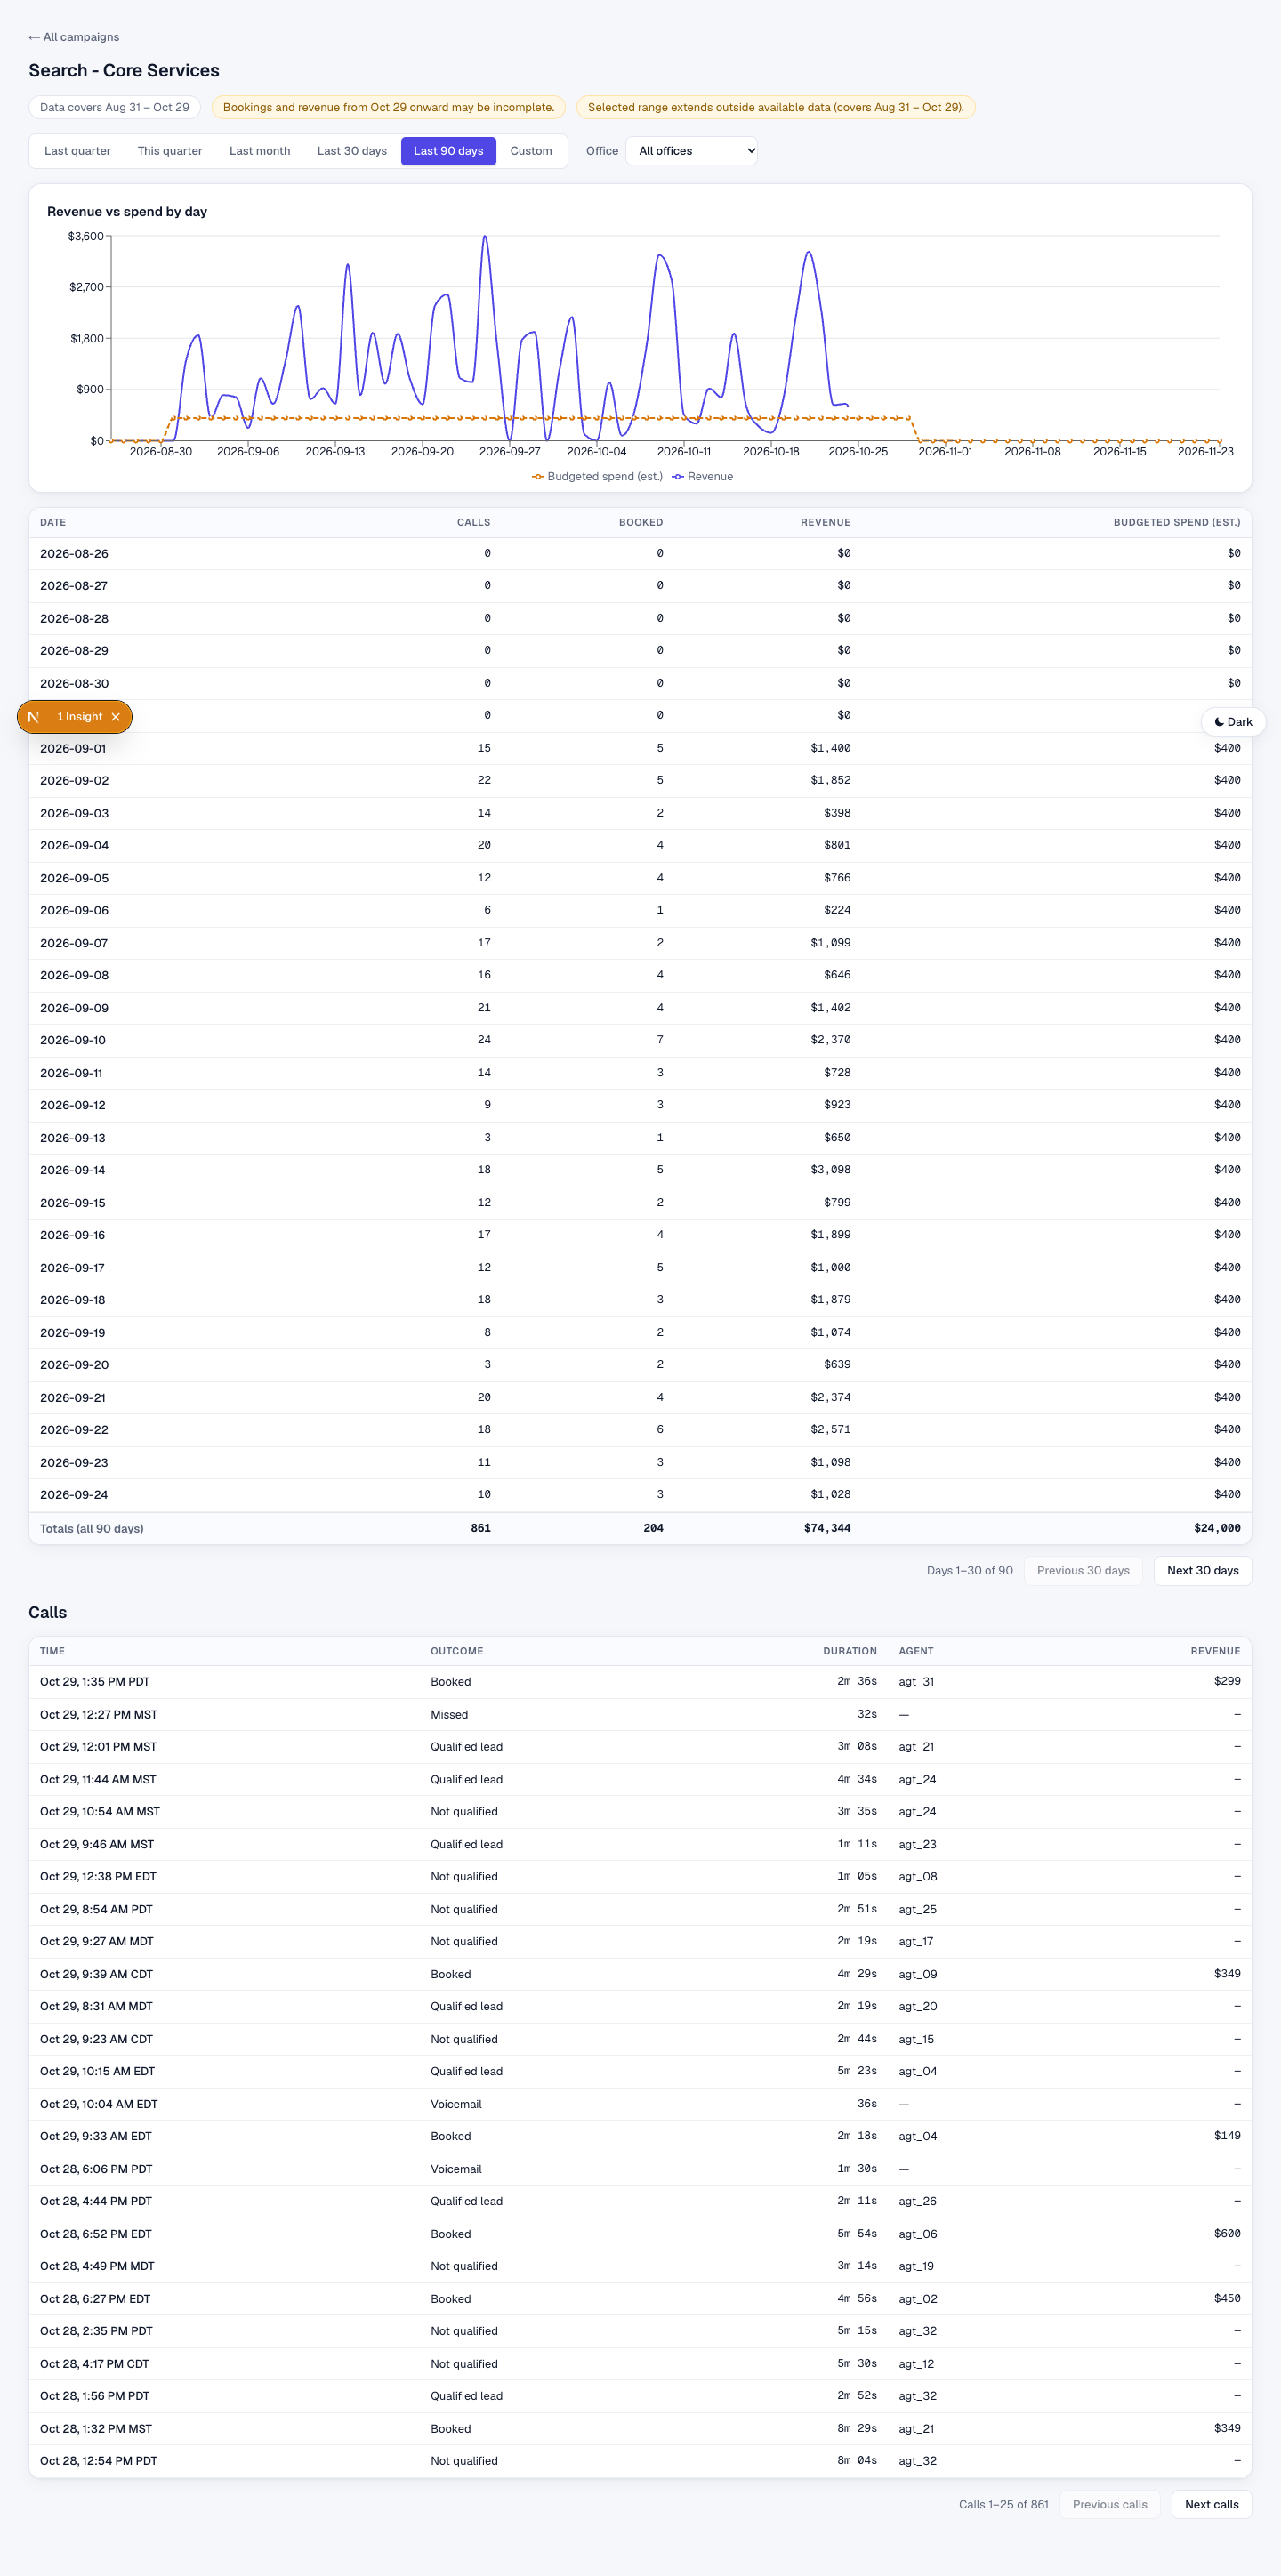 ← All campaigns
Search - Core Services
Data covers Aug 31 – Oct 29
Bookings and revenue from Oct 29 onward may be incomplete.
Selected range extends outside available data (covers Aug 31 – Oct 29).
Last quarter This quarter Last month Last 30 days Last 90 days Custom Office All offices
Revenue vs spend by day
$3,600
$2,700
$1,800
$900
$0
2026-08-30 2026-09-06 2026-09-13 2026-09-20 2026-09-27 2026-10-04 2026-10-11 2026-10-18 2026-10-25 2026-11-01 2026-11-08 2026-11-15 2026-11-23
Budgeted spend (est.) Revenue
DATE CALLS BOOKED REVENUE BUDGETED SPEND (EST.)
2026-08-26 0 0 $0 $0
2026-08-27 0 0 $0 $0
2026-08-28 0 0 $0 $0
2026-08-29 0 0 $0 $0
2026-08-30 0 0 $0 $0
1 Insight × 0 0 $0 Dark
2026-09-01 15 5 $1,400 $400
2026-09-02 22 5 $1,852 $400
2026-09-03 14 2 $398 $400
2026-09-04 20 4 $801 $400
2026-09-05 12 4 $766 $400
2026-09-06 6 1 $224 $400
2026-09-07 17 2 $1,099 $400
2026-09-08 16 4 $646 $400
2026-09-09 21 4 $1,402 $400
2026-09-10 24 7 $2,370 $400
2026-09-11 14 3 $728 $400
2026-09-12 9 3 $923 $400
2026-09-13 3 1 $650 $400
2026-09-14 18 5 $3,098 $400
2026-09-15 12 2 $799 $400
2026-09-16 17 4 $1,899 $400
2026-09-17 12 5 $1,000 $400
2026-09-18 18 3 $1,879 $400
2026-09-19 8 2 $1,074 $400
2026-09-20 3 2 $639 $400
2026-09-21 20 4 $2,374 $400
2026-09-22 18 6 $2,571 $400
2026-09-23 11 3 $1,098 $400
2026-09-24 10 3 $1,028 $400
Totals (all 90 days) 861 204 $74,344 $24,000
Days 1–30 of 90 Previous 30 days Next 30 days
Calls
TIME OUTCOME DURATION AGENT REVENUE
Oct 29, 1:35 PM PDT Booked 2m 36s agt_31 $299
Oct 29, 12:27 PM MST Missed 32s — –
Oct 29, 12:01 PM MST Qualified lead 3m 08s agt_21 –
Oct 29, 11:44 AM MST Qualified lead 4m 34s agt_24 –
Oct 29, 10:54 AM MST Not qualified 3m 35s agt_24 –
Oct 29, 9:46 AM MST Qualified lead 1m 11s agt_23 –
Oct 29, 12:38 PM EDT Not qualified 1m 05s agt_08 –
Oct 29, 8:54 AM PDT Not qualified 2m 51s agt_25 –
Oct 29, 9:27 AM MDT Not qualified 2m 19s agt_17 –
Oct 29, 9:39 AM CDT Booked 4m 29s agt_09 $349
Oct 29, 8:31 AM MDT Qualified lead 2m 19s agt_20 –
Oct 29, 9:23 AM CDT Not qualified 2m 44s agt_15 –
Oct 29, 10:15 AM EDT Qualified lead 5m 23s agt_04 –
Oct 29, 10:04 AM EDT Voicemail 36s — –
Oct 29, 9:33 AM EDT Booked 2m 18s agt_04 $149
Oct 28, 6:06 PM PDT Voicemail 1m 30s — –
Oct 28, 4:44 PM PDT Qualified lead 2m 11s agt_26 –
Oct 28, 6:52 PM EDT Booked 5m 54s agt_06 $600
Oct 28, 4:49 PM MDT Not qualified 3m 14s agt_19 –
Oct 28, 6:27 PM EDT Booked 4m 56s agt_02 $450
Oct 28, 2:35 PM PDT Not qualified 5m 15s agt_32 –
Oct 28, 4:17 PM CDT Not qualified 5m 30s agt_12 –
Oct 28, 1:56 PM PDT Qualified lead 2m 52s agt_32 –
Oct 28, 1:32 PM MST Booked 8m 29s agt_21 $349
Oct 28, 12:54 PM PDT Not qualified 8m 04s agt_32 –
Calls 1–25 of 861 Previous calls Next calls